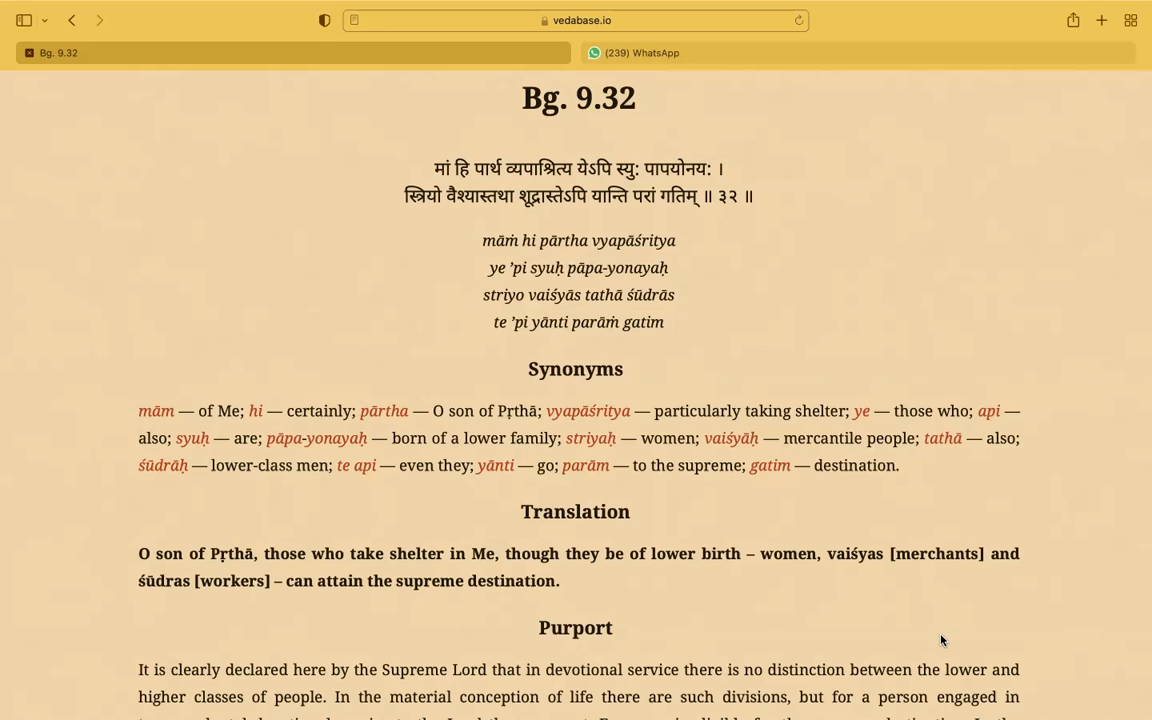 vedabase.io
Bg. 9.32
(239) WhatsApp
Bg. 9.32
मां हि पार्थ व्यपाश्रित्य येऽपि स्यु: पापयोनय: ।
स्त्रियो वैश्यास्तथा शूद्रास्तेऽपि यान्ति परां गतिम् ॥ ३२ ॥
māṁ hi pārtha vyapāśritya
ye ’pi syuḥ pāpa-yonayaḥ
striyo vaiśyās tathā śūdrās
te ’pi yānti parāṁ gatim
Synonyms
mām — of Me; hi — certainly; pārtha — O son of Pṛthā; vyapāśritya — particularly taking shelter; ye — those who; api —
also; syuḥ — are; pāpa-yonayaḥ — born of a lower family; striyaḥ — women; vaiśyāḥ — mercantile people; tathā — also;
śūdrāḥ — lower-class men; te api — even they; yānti — go; parām — to the supreme; gatim — destination.
Translation
O son of Pṛthā, those who take shelter in Me, though they be of lower birth – women, vaiśyas [merchants] and
śūdras [workers] – can attain the supreme destination.
Purport
It is clearly declared here by the Supreme Lord that in devotional service there is no distinction between the lower and
higher classes of people. In the material conception of life there are such divisions, but for a person engaged in